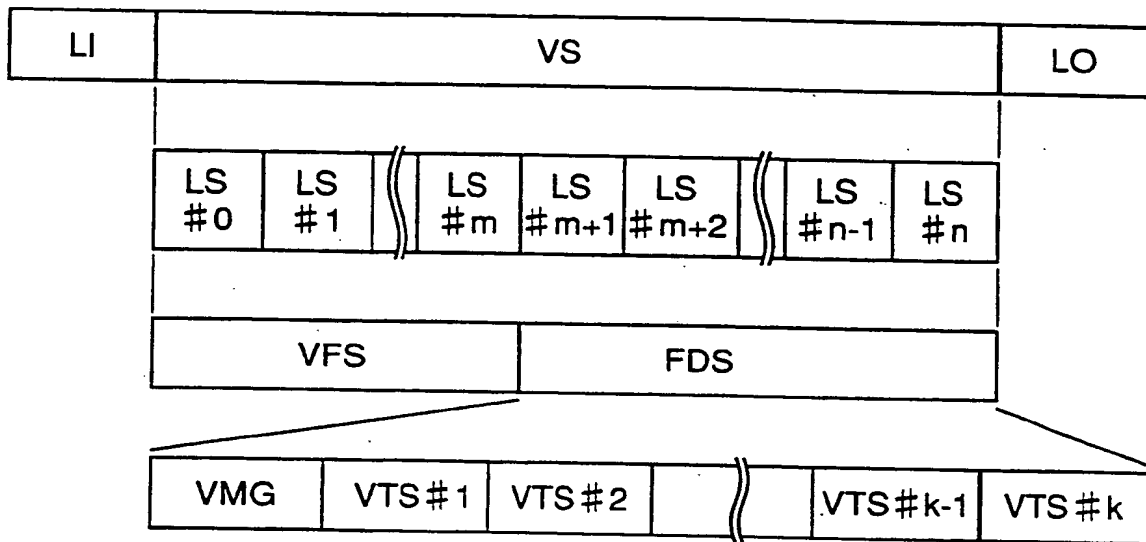 LI VS LO
LS #0 LS #1 LS #m LS #m+1 LS #m+2 LS #n-1 LS #n
VFS FDS
VMG VTS#1 VTS#2 VTS#k-1 VTS#k